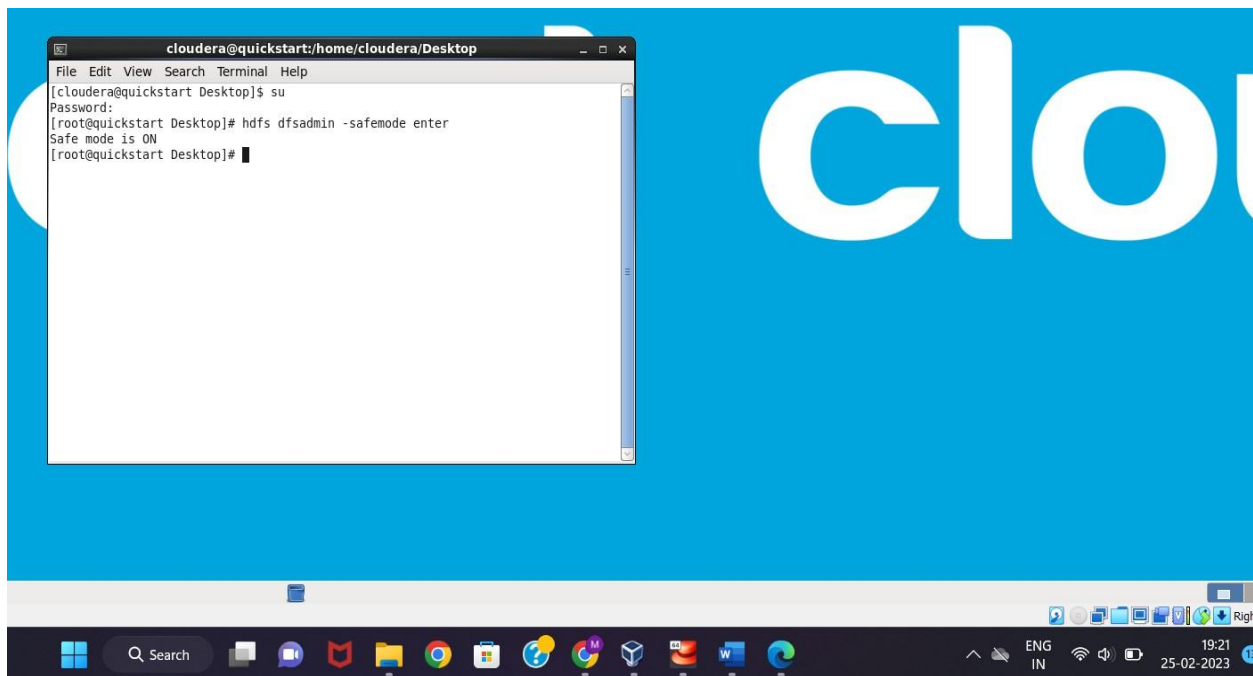 clou
cloudera@quickstart:/home/cloudera/Desktop
File Edit View Search Terminal Help
[cloudera@quickstart Desktop]$ su
Password:
[root@quickstart Desktop]# hdfs dfsadmin -safemode enter
Safe mode is ON
[root@quickstart Desktop]#
Righ
Search
ENG
IN
19:21
25-02-2023